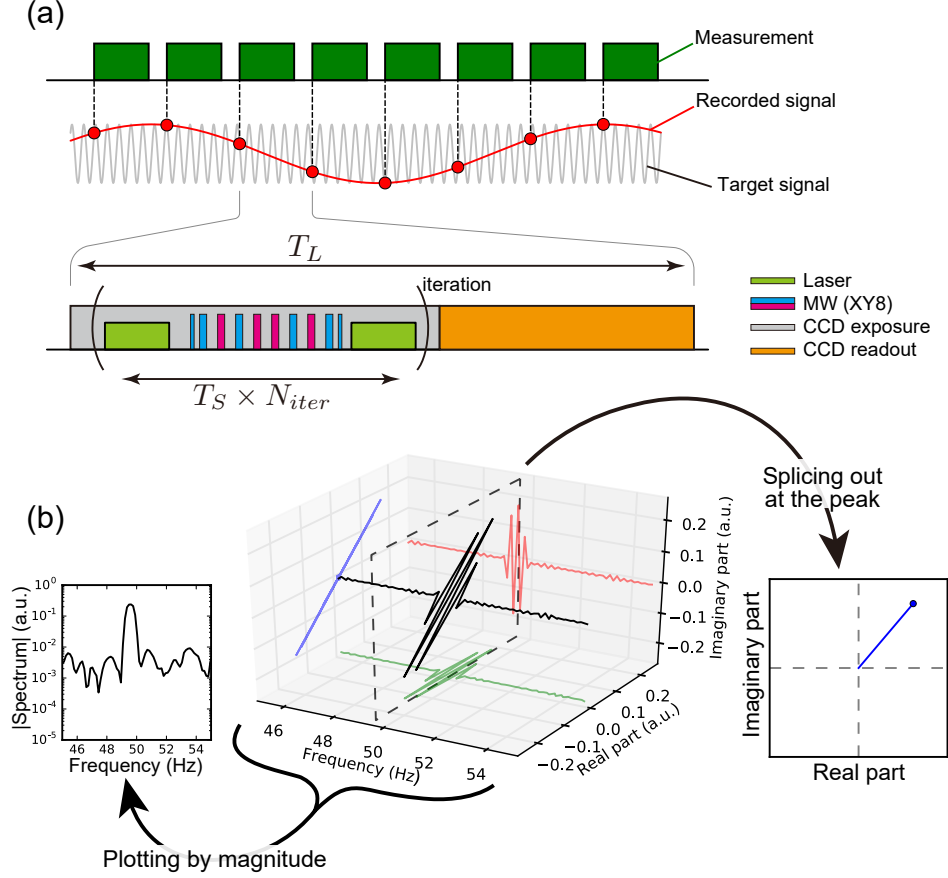 (a)
Measurement
Recorded signal
Target signal
T_L
iteration
T_S × N_{iter}
Laser
MW (XY8)
CCD exposure
CCD readout
(b)
Splicing out
at the peak
|Spectrum| (a.u.)
10^0
10^{-1}
10^{-2}
10^{-3}
10^{-4}
10^{-5}
46 48 50 52 54
Frequency (Hz)
Plotting by magnitude
46 48 50 52 54
Frequency (Hz)
−0.2 −0.1 0.0 0.1 0.2
Real part (a.u.)
0.2
0.1
0.0
−0.1
−0.2
Imaginary part (a.u.)
Imaginary part
Real part